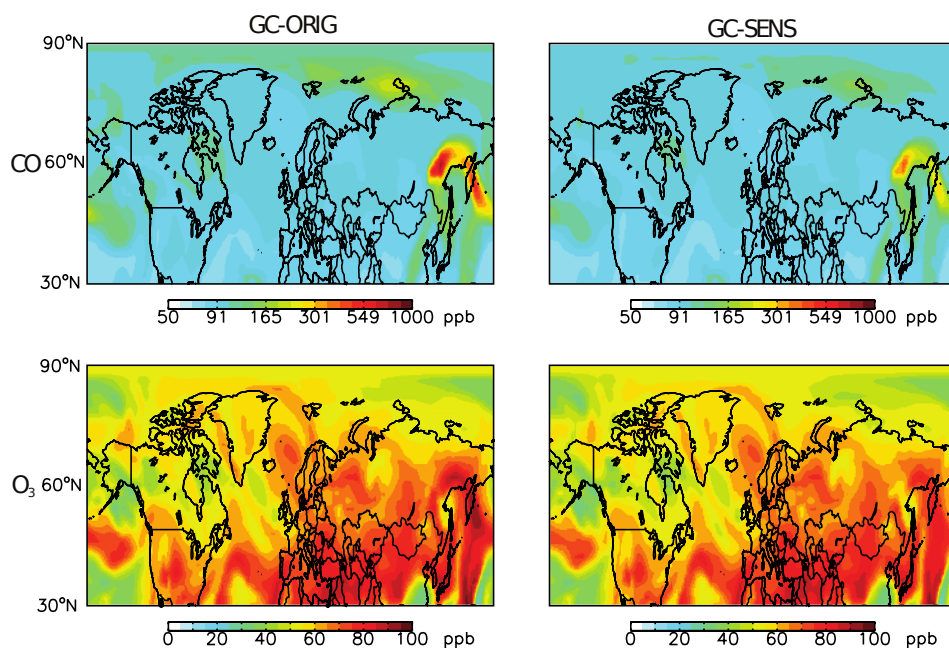 GC-ORIG GC-SENS
90°N
CO 60°N
30°N
50 91 165 301 549 1000 ppb 50 91 165 301 549 1000 ppb
90°N
O₃ 60°N
30°N
0 20 40 60 80 100 ppb 0 20 40 60 80 100 ppb